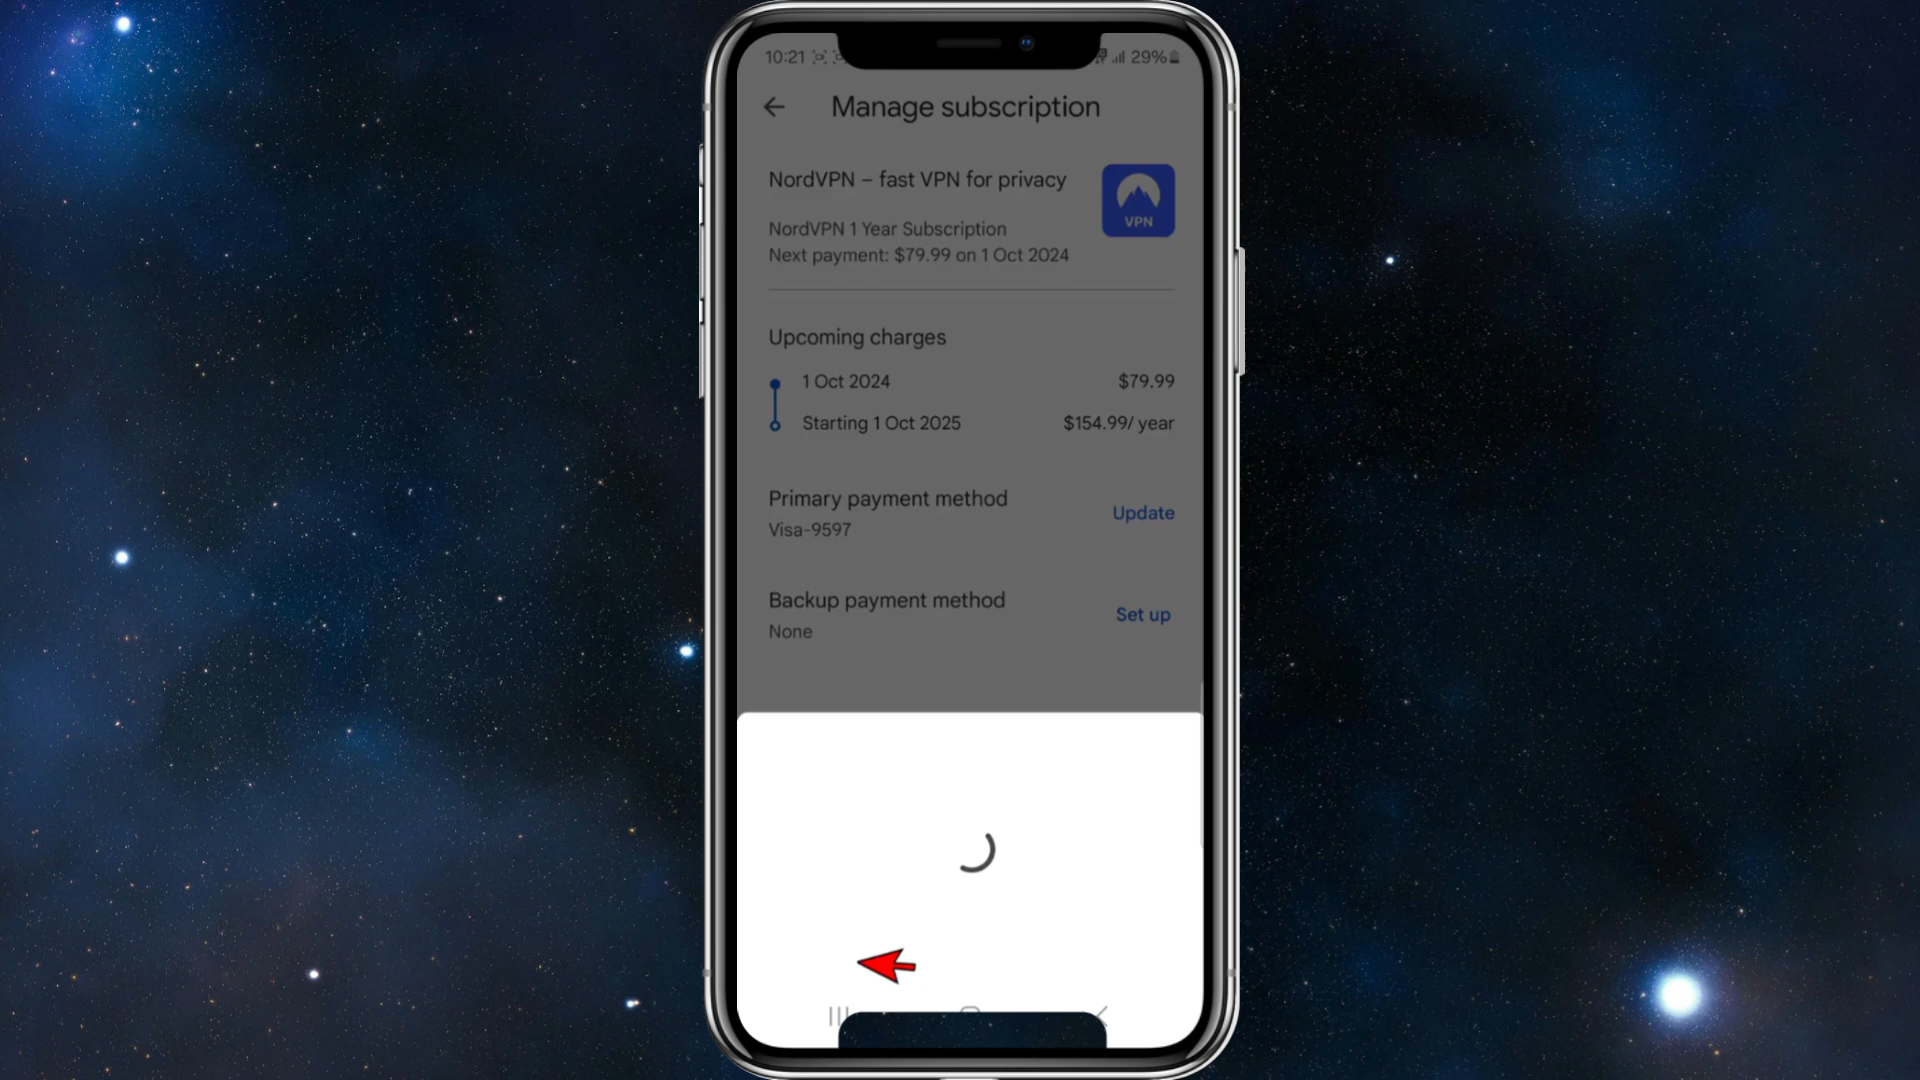 10:21 29%
Manage subscription
NordVPN – fast VPN for privacy
VPN
NordVPN 1 Year Subscription
Next payment: $79.99 on 1 Oct 2024
Upcoming charges
1 Oct 2024 $79.99
Starting 1 Oct 2025 $154.99/ year
Primary payment method
Update
Visa-9597
Backup payment method
Set up
None